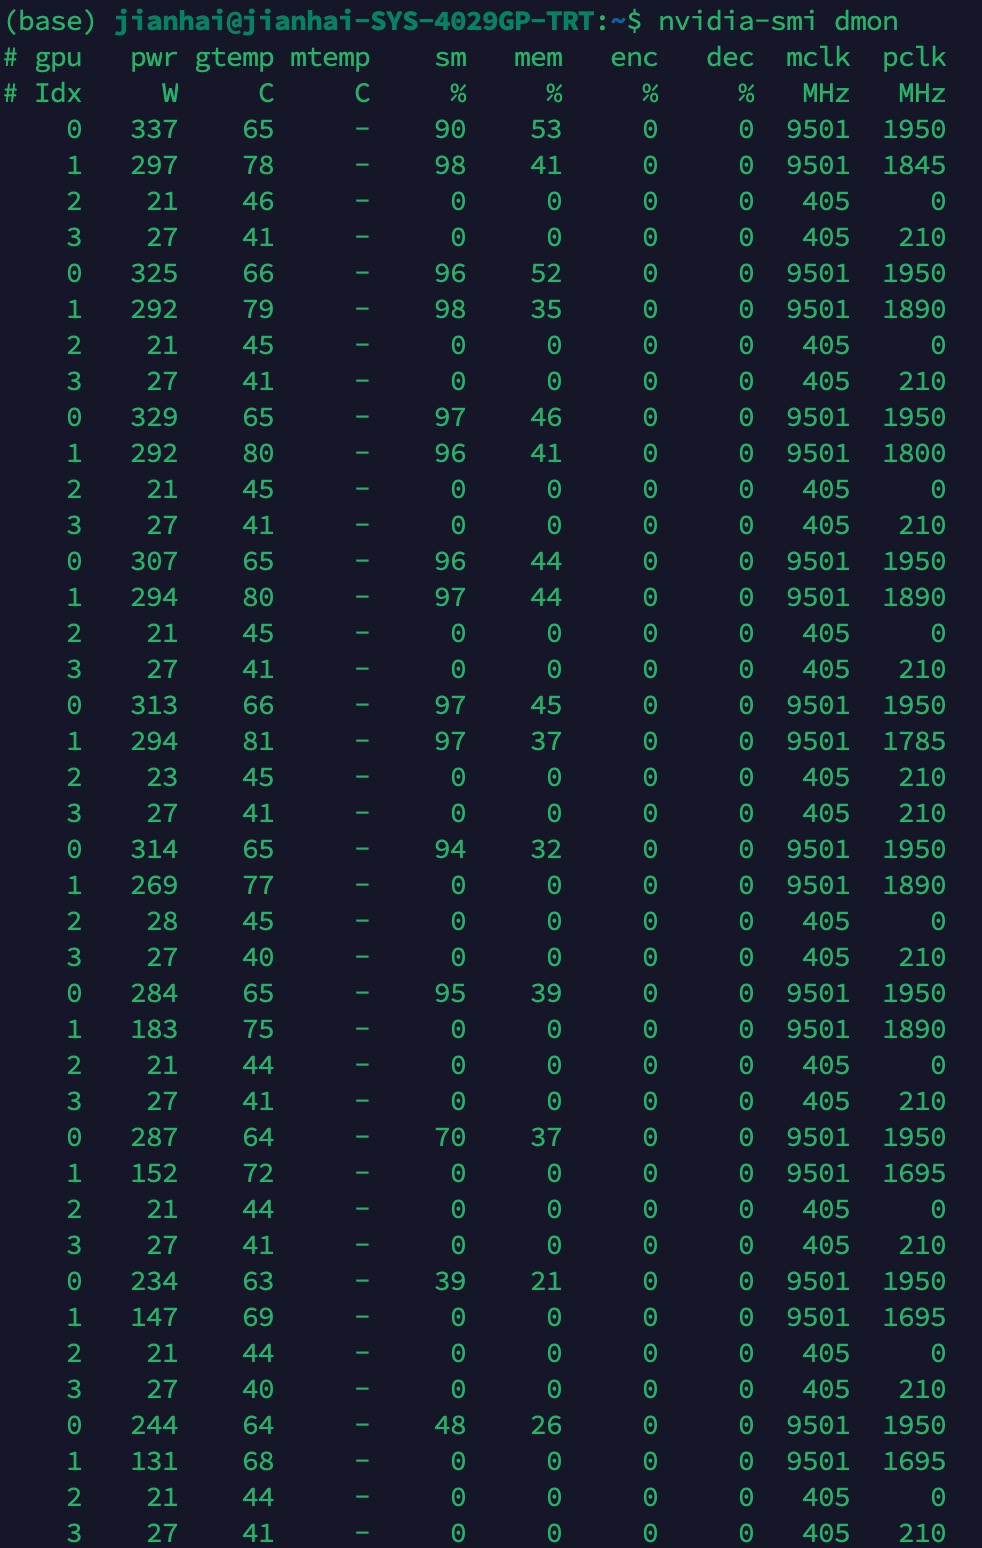 (base) jianhai@jianhai-SYS-4029GP-TRT:~$ nvidia-smi dmon
# gpu   pwr gtemp mtemp    sm   mem   enc   dec  mclk  pclk
# Idx     W     C     C     %     %     %     %   MHz   MHz
    0   337    65     -    90    53     0     0  9501  1950
    1   297    78     -    98    41     0     0  9501  1845
    2    21    46     -     0     0     0     0   405     0
    3    27    41     -     0     0     0     0   405   210
    0   325    66     -    96    52     0     0  9501  1950
    1   292    79     -    98    35     0     0  9501  1890
    2    21    45     -     0     0     0     0   405     0
    3    27    41     -     0     0     0     0   405   210
    0   329    65     -    97    46     0     0  9501  1950
    1   292    80     -    96    41     0     0  9501  1800
    2    21    45     -     0     0     0     0   405     0
    3    27    41     -     0     0     0     0   405   210
    0   307    65     -    96    44     0     0  9501  1950
    1   294    80     -    97    44     0     0  9501  1890
    2    21    45     -     0     0     0     0   405     0
    3    27    41     -     0     0     0     0   405   210
    0   313    66     -    97    45     0     0  9501  1950
    1   294    81     -    97    37     0     0  9501  1785
    2    23    45     -     0     0     0     0   405   210
    3    27    41     -     0     0     0     0   405   210
    0   314    65     -    94    32     0     0  9501  1950
    1   269    77     -     0     0     0     0  9501  1890
    2    28    45     -     0     0     0     0   405     0
    3    27    40     -     0     0     0     0   405   210
    0   284    65     -    95    39     0     0  9501  1950
    1   183    75     -     0     0     0     0  9501  1890
    2    21    44     -     0     0     0     0   405     0
    3    27    41     -     0     0     0     0   405   210
    0   287    64     -    70    37     0     0  9501  1950
    1   152    72     -     0     0     0     0  9501  1695
    2    21    44     -     0     0     0     0   405     0
    3    27    41     -     0     0     0     0   405   210
    0   234    63     -    39    21     0     0  9501  1950
    1   147    69     -     0     0     0     0  9501  1695
    2    21    44     -     0     0     0     0   405     0
    3    27    40     -     0     0     0     0   405   210
    0   244    64     -    48    26     0     0  9501  1950
    1   131    68     -     0     0     0     0  9501  1695
    2    21    44     -     0     0     0     0   405     0
    3    27    41     -     0     0     0     0   405   210